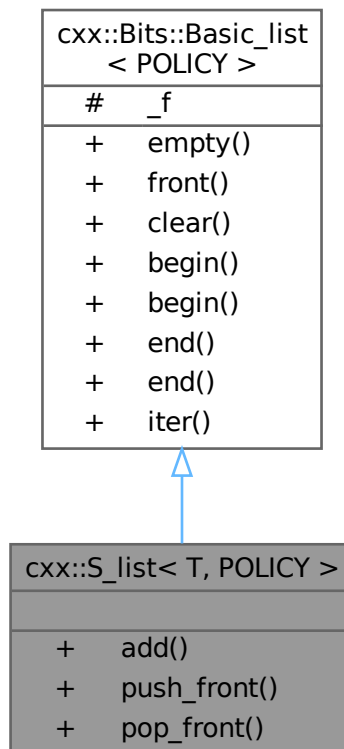 cxx::Bits::Basic_list
< POLICY >
# _f
+ empty()
+ front()
+ clear()
+ begin()
+ begin()
+ end()
+ end()
+ iter()
cxx::S_list< T, POLICY >
+ add()
+ push_front()
+ pop_front()